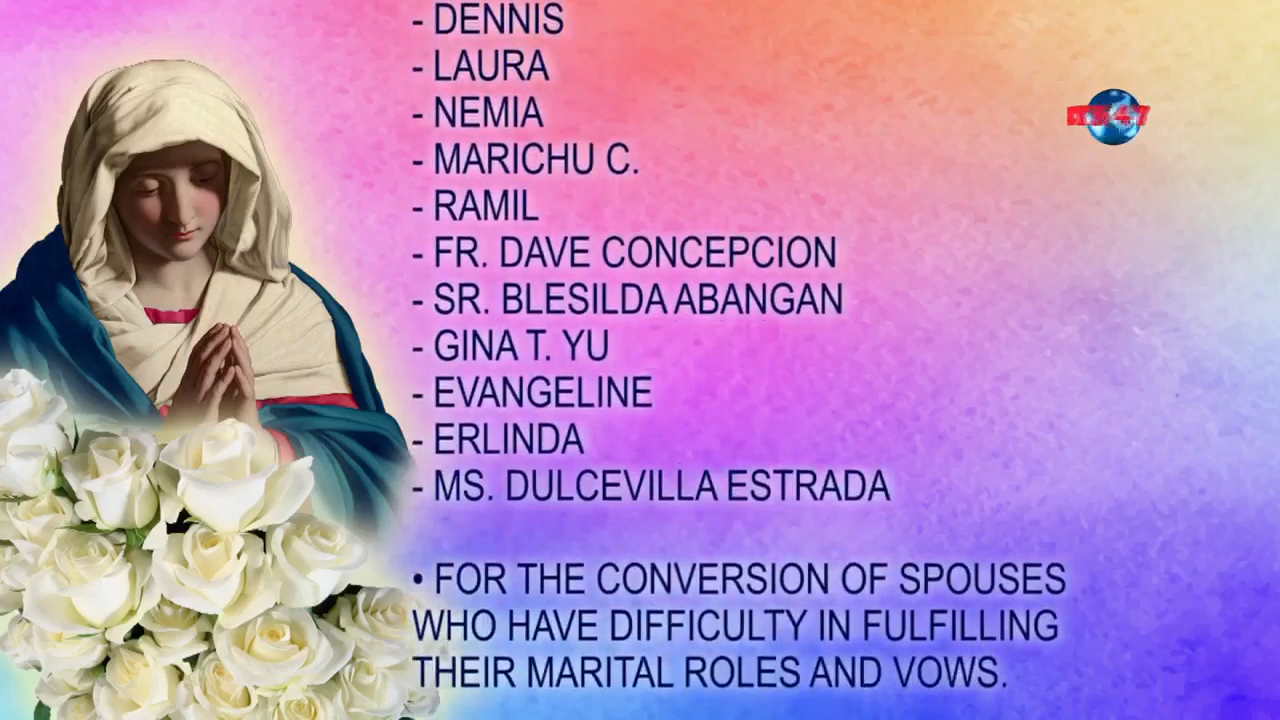 - DENNIS
- LAURA
- NEMIA
- MARICHU C.
- RAMIL
- FR. DAVE CONCEPCION
- SR. BLESILDA ABANGAN
- GINA T. YU
- EVANGELINE
- ERLINDA
- MS. DULCEVILLA ESTRADA
• FOR THE CONVERSION OF SPOUSES
WHO HAVE DIFFICULTY IN FULFILLING
THEIR MARITAL ROLES AND VOWS.